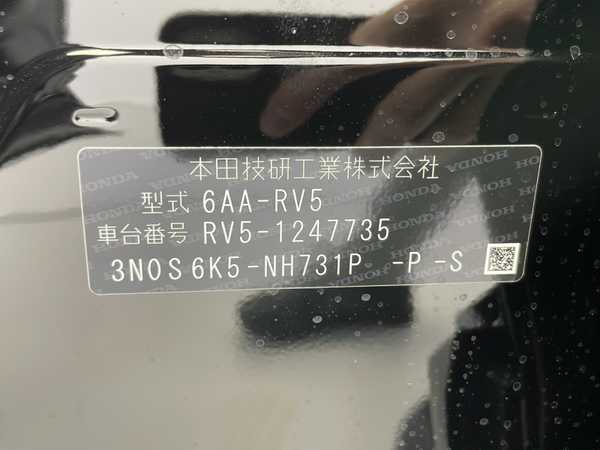 本田技研工業株式会社
型式 6AA-RV5
車台番号 RV5-1247735
3N0S6K5-NH731P -P-S